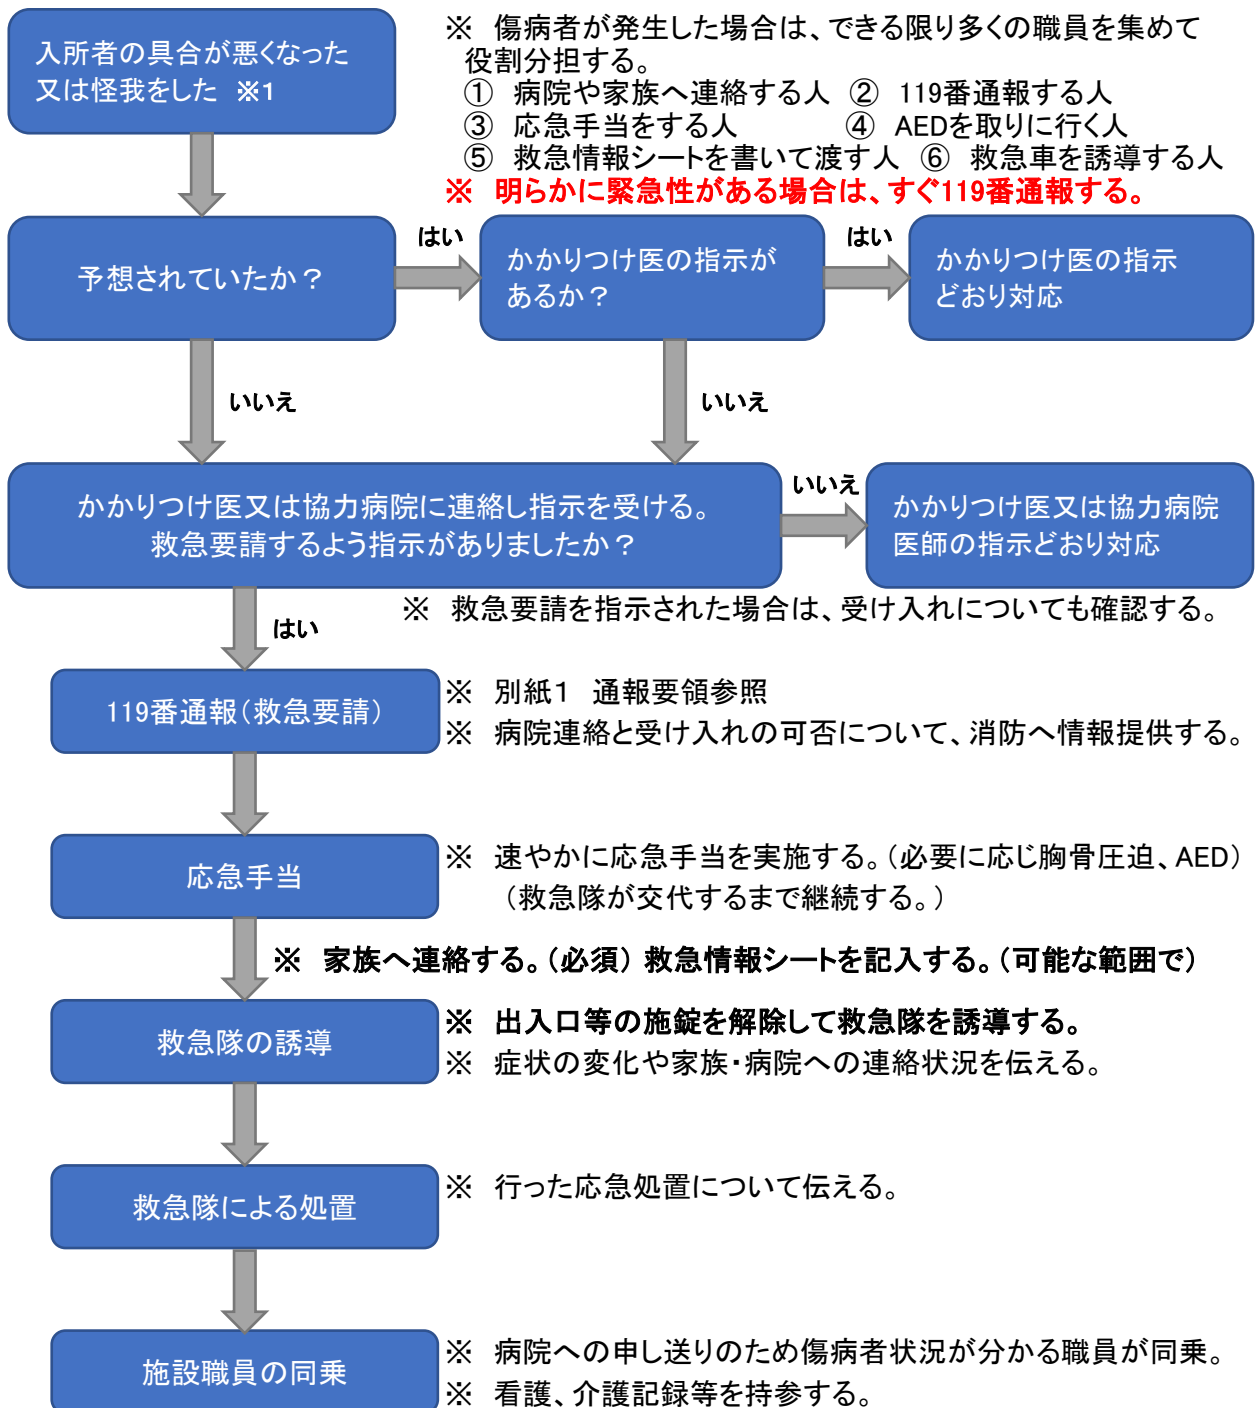 入所者の具合が悪くなった
又は怪我をした ※1
※ 傷病者が発生した場合は、できる限り多くの職員を集めて
役割分担する。
① 病院や家族へ連絡する人 ② 119番通報する人
③ 応急手当をする人 ④ AEDを取りに行く人
⑤ 救急情報シートを書いて渡す人 ⑥ 救急車を誘導する人
※ 明らかに緊急性がある場合は、すぐ119番通報する。
予想されていたか？
はい
かかりつけ医の指示が
あるか？
はい
かかりつけ医の指示
どおり対応
いいえ
いいえ
かかりつけ医又は協力病院に連絡し指示を受ける。
救急要請するよう指示がありましたか？
いいえ
かかりつけ医又は協力病院
医師の指示どおり対応
※ 救急要請を指示された場合は、受け入れについても確認する。
はい
119番通報（救急要請）
※ 別紙1 通報要領参照
※ 病院連絡と受け入れの可否について、消防へ情報提供する。
応急手当
※ 速やかに応急手当を実施する。（必要に応じ胸骨圧迫、AED）
（救急隊が交代するまで継続する。）
※ 家族へ連絡する。（必須） 救急情報シートを記入する。（可能な範囲で）
救急隊の誘導
※ 出入口等の施錠を解除して救急隊を誘導する。
※ 症状の変化や家族・病院への連絡状況を伝える。
救急隊による処置
※ 行った応急処置について伝える。
施設職員の同乗
※ 病院への申し送りのため傷病者状況が分かる職員が同乗。
※ 看護、介護記録等を持参する。